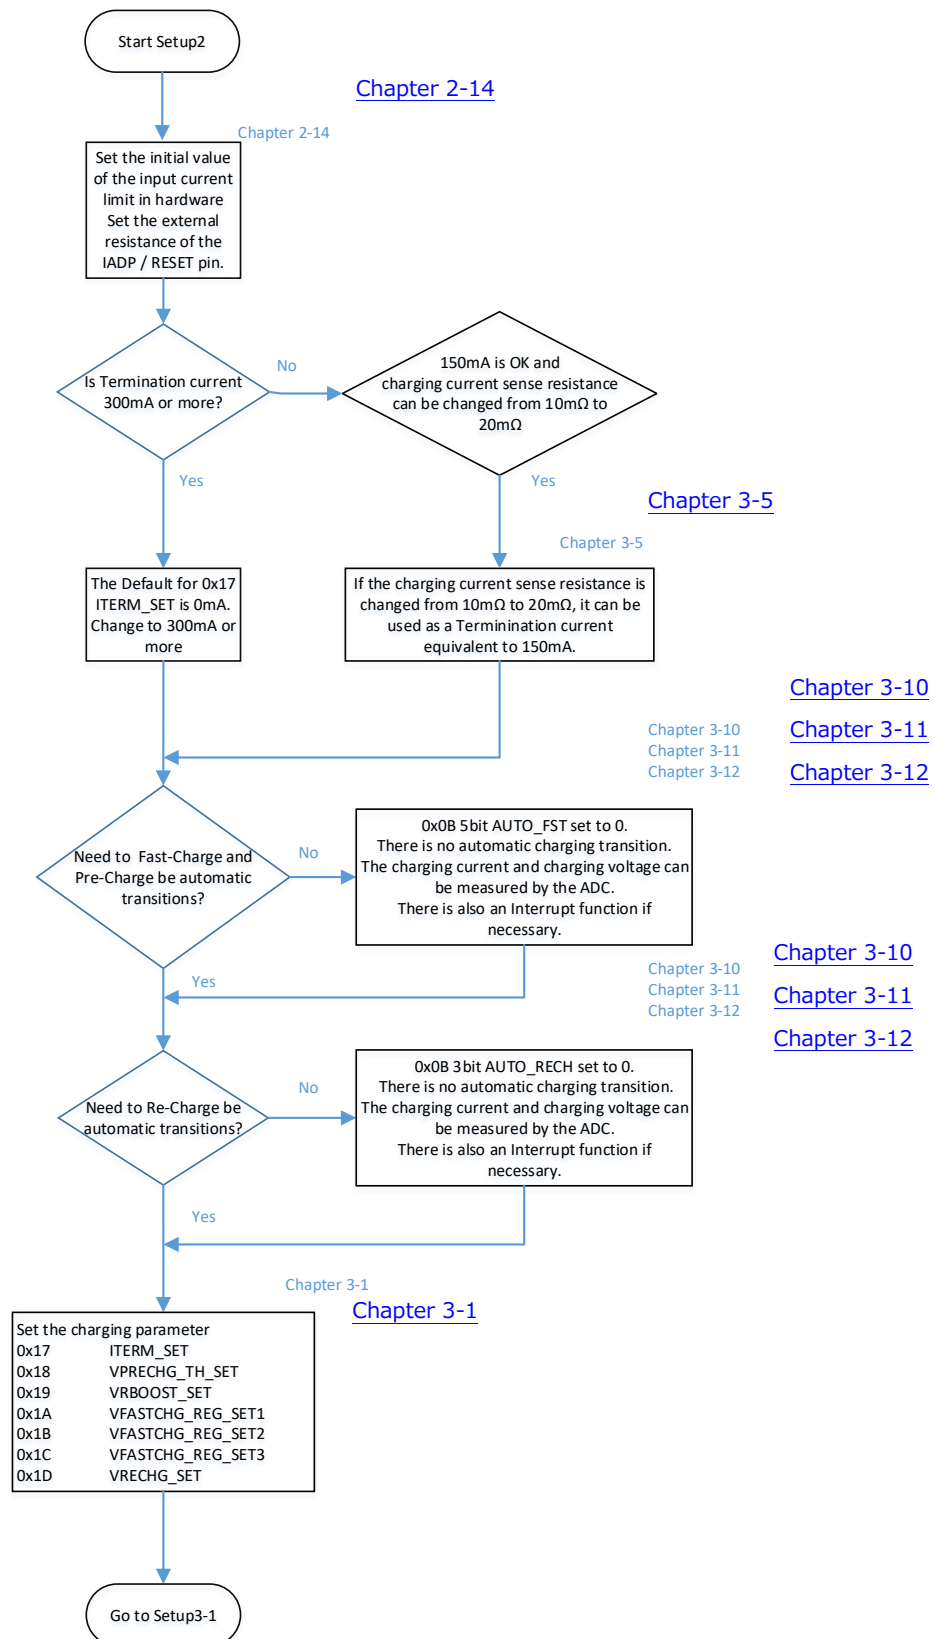 Start Setup2
Chapter 2-14
Chapter 2-14
Set the initial value
of the input current
limit in hardware
Set the external
resistance of the
IADP / RESET pin.
Is Termination current
300mA or more?
No
150mA is OK and
charging current sense resistance
can be changed from 10mΩ to
20mΩ
Yes
Yes
Chapter 3-5
Chapter 3-5
The Default for 0x17
ITERM_SET is 0mA.
Change to 300mA or
more
If the charging current sense resistance is
changed from 10mΩ to 20mΩ, it can be
used as a Terminination current
equivalent to 150mA.
Chapter 3-10
Chapter 3-11
Chapter 3-12
Chapter 3-10
Chapter 3-11
Chapter 3-12
Need to  Fast-Charge and
Pre-Charge be automatic
transitions?
No
0x0B 5bit AUTO_FST set to 0.
There is no automatic charging transition.
The charging current and charging voltage can
be measured by the ADC.
There is also an Interrupt function if
necessary.
Yes
Chapter 3-10
Chapter 3-11
Chapter 3-12
Chapter 3-10
Chapter 3-11
Chapter 3-12
Need to Re-Charge be
automatic transitions?
No
0x0B 3bit AUTO_RECH set to 0.
There is no automatic charging transition.
The charging current and charging voltage can
be measured by the ADC.
There is also an Interrupt function if
necessary.
Yes
Chapter 3-1
Chapter 3-1
Set the charging parameter
0x17 ITERM_SET
0x18 VPRECHG_TH_SET
0x19 VRBOOST_SET
0x1A VFASTCHG_REG_SET1
0x1B VFASTCHG_REG_SET2
0x1C VFASTCHG_REG_SET3
0x1D VRECHG_SET
Go to Setup3-1